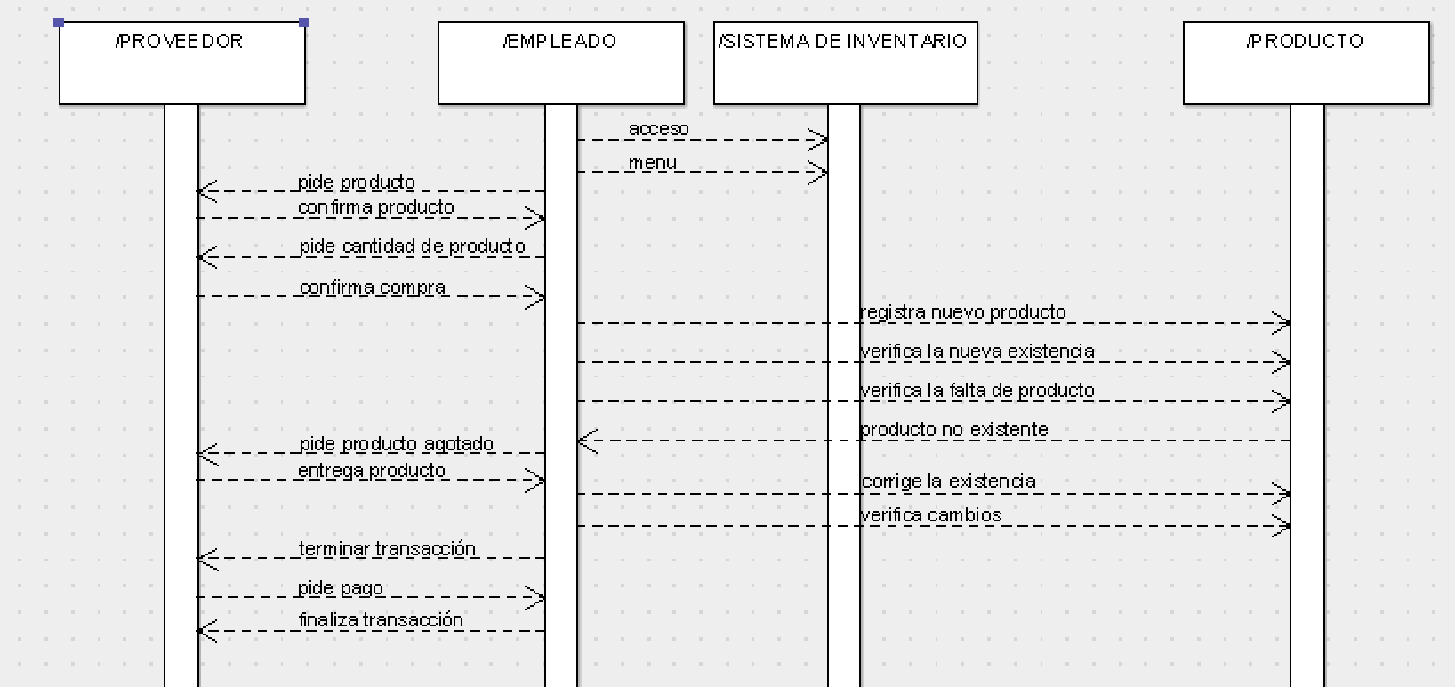 /PROVEEDOR
/EMPLEADO
/SISTEMA DE INVENTARIO
/PRODUCTO
acceso
menu
pide producto
confirma producto
pide cantidad de producto
confirma compra
registra nuevo producto
verifica la nueva existencia
verifica la falta de producto
producto no existente
pide producto agotado
entrega producto
corrige la existencia
verifica cambios
terminar transacción
pide pago
finaliza transacción